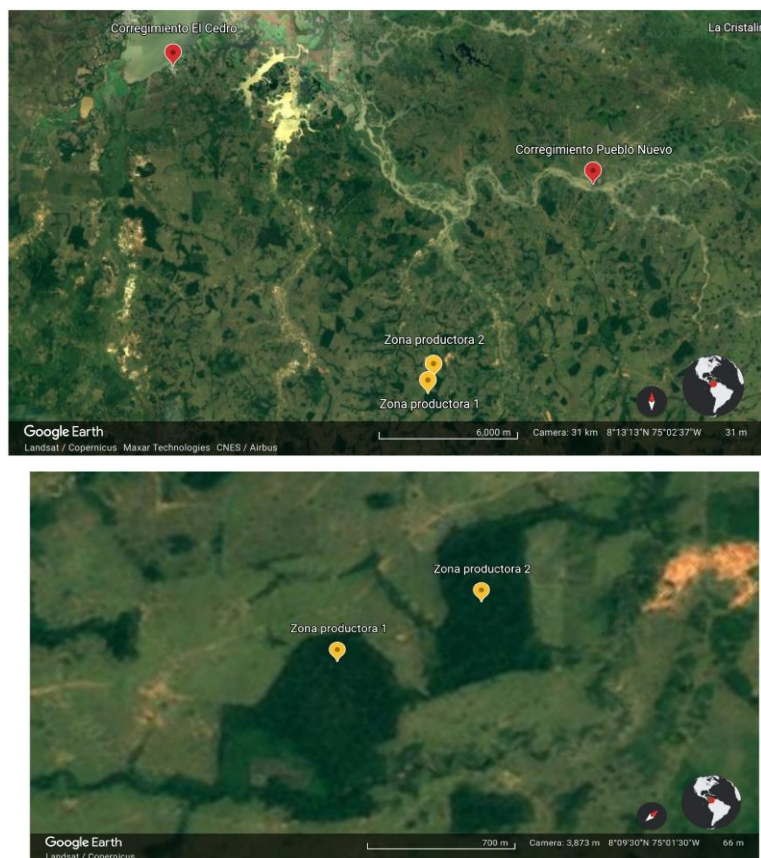 Corregimiento El Cedro
La Cristalin
Corregimiento Pueblo Nuevo
Zona productora 2
Zona productora 1
Google Earth
6,000 m Camera: 31 km 8°13'13"N 75°02'37"W 31 m
Landsat / Copernicus Maxar Technologies CNES / Airbus
Zona productora 2
Zona productora 1
Google Earth
700 m Camera: 3,873 m 8°09'30"N 75°01'30"W 66 m
Landsat / Copernicus